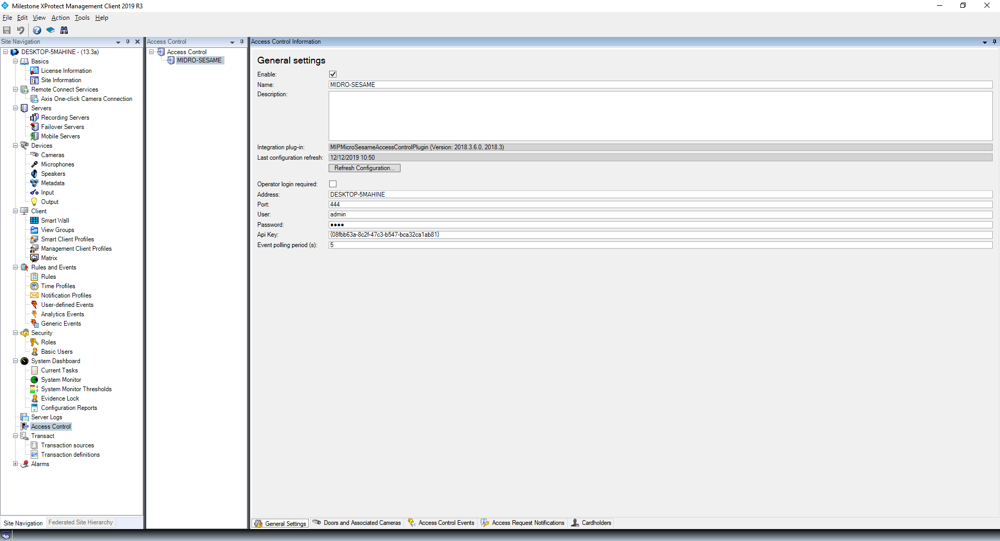 Milestone XProtect Management Client 2019 R3
File Edit View Action Tools Help
Site Navigation
DESKTOP-5MAHINE - (13.3a)
Basics
License Information
Site Information
Remote Connect Services
Axis One-click Camera Connection
Servers
Recording Servers
Failover Servers
Mobile Servers
Devices
Cameras
Microphones
Speakers
Metadata
Input
Output
Client
Smart Wall
View Groups
Smart Client Profiles
Management Client Profiles
Matrix
Rules and Events
Rules
Time Profiles
Notification Profiles
User-defined Events
Analytics Events
Generic Events
Security
Roles
Basic Users
System Dashboard
Current Tasks
System Monitor
System Monitor Thresholds
Evidence Lock
Configuration Reports
Server Logs
Access Control
Transact
Transaction sources
Transaction definitions
Alarms
Site Navigation Federated Site Hierarchy
Access Control
Access Control
MIDRO-SESAME
Access Control Information
General settings
Enable:
Name: MIDRO-SESAME
Description:
Integration plug-in: MIPMicroSesameAccessControlPlugin (Version: 2018.3.6.0, 2018.3)
Last configuration refresh: 12/12/2019 10:50
Refresh Configuration...
Operator login required:
Address: DESKTOP-5MAHINE
Port: 444
User: admin
Password: ●●●●
Api Key: {08fbb63a-8c2f-47c3-b547-bca32ca1ab81}
Event polling period (s): 5
General Settings Doors and Associated Cameras Access Control Events Access Request Notifications Cardholders